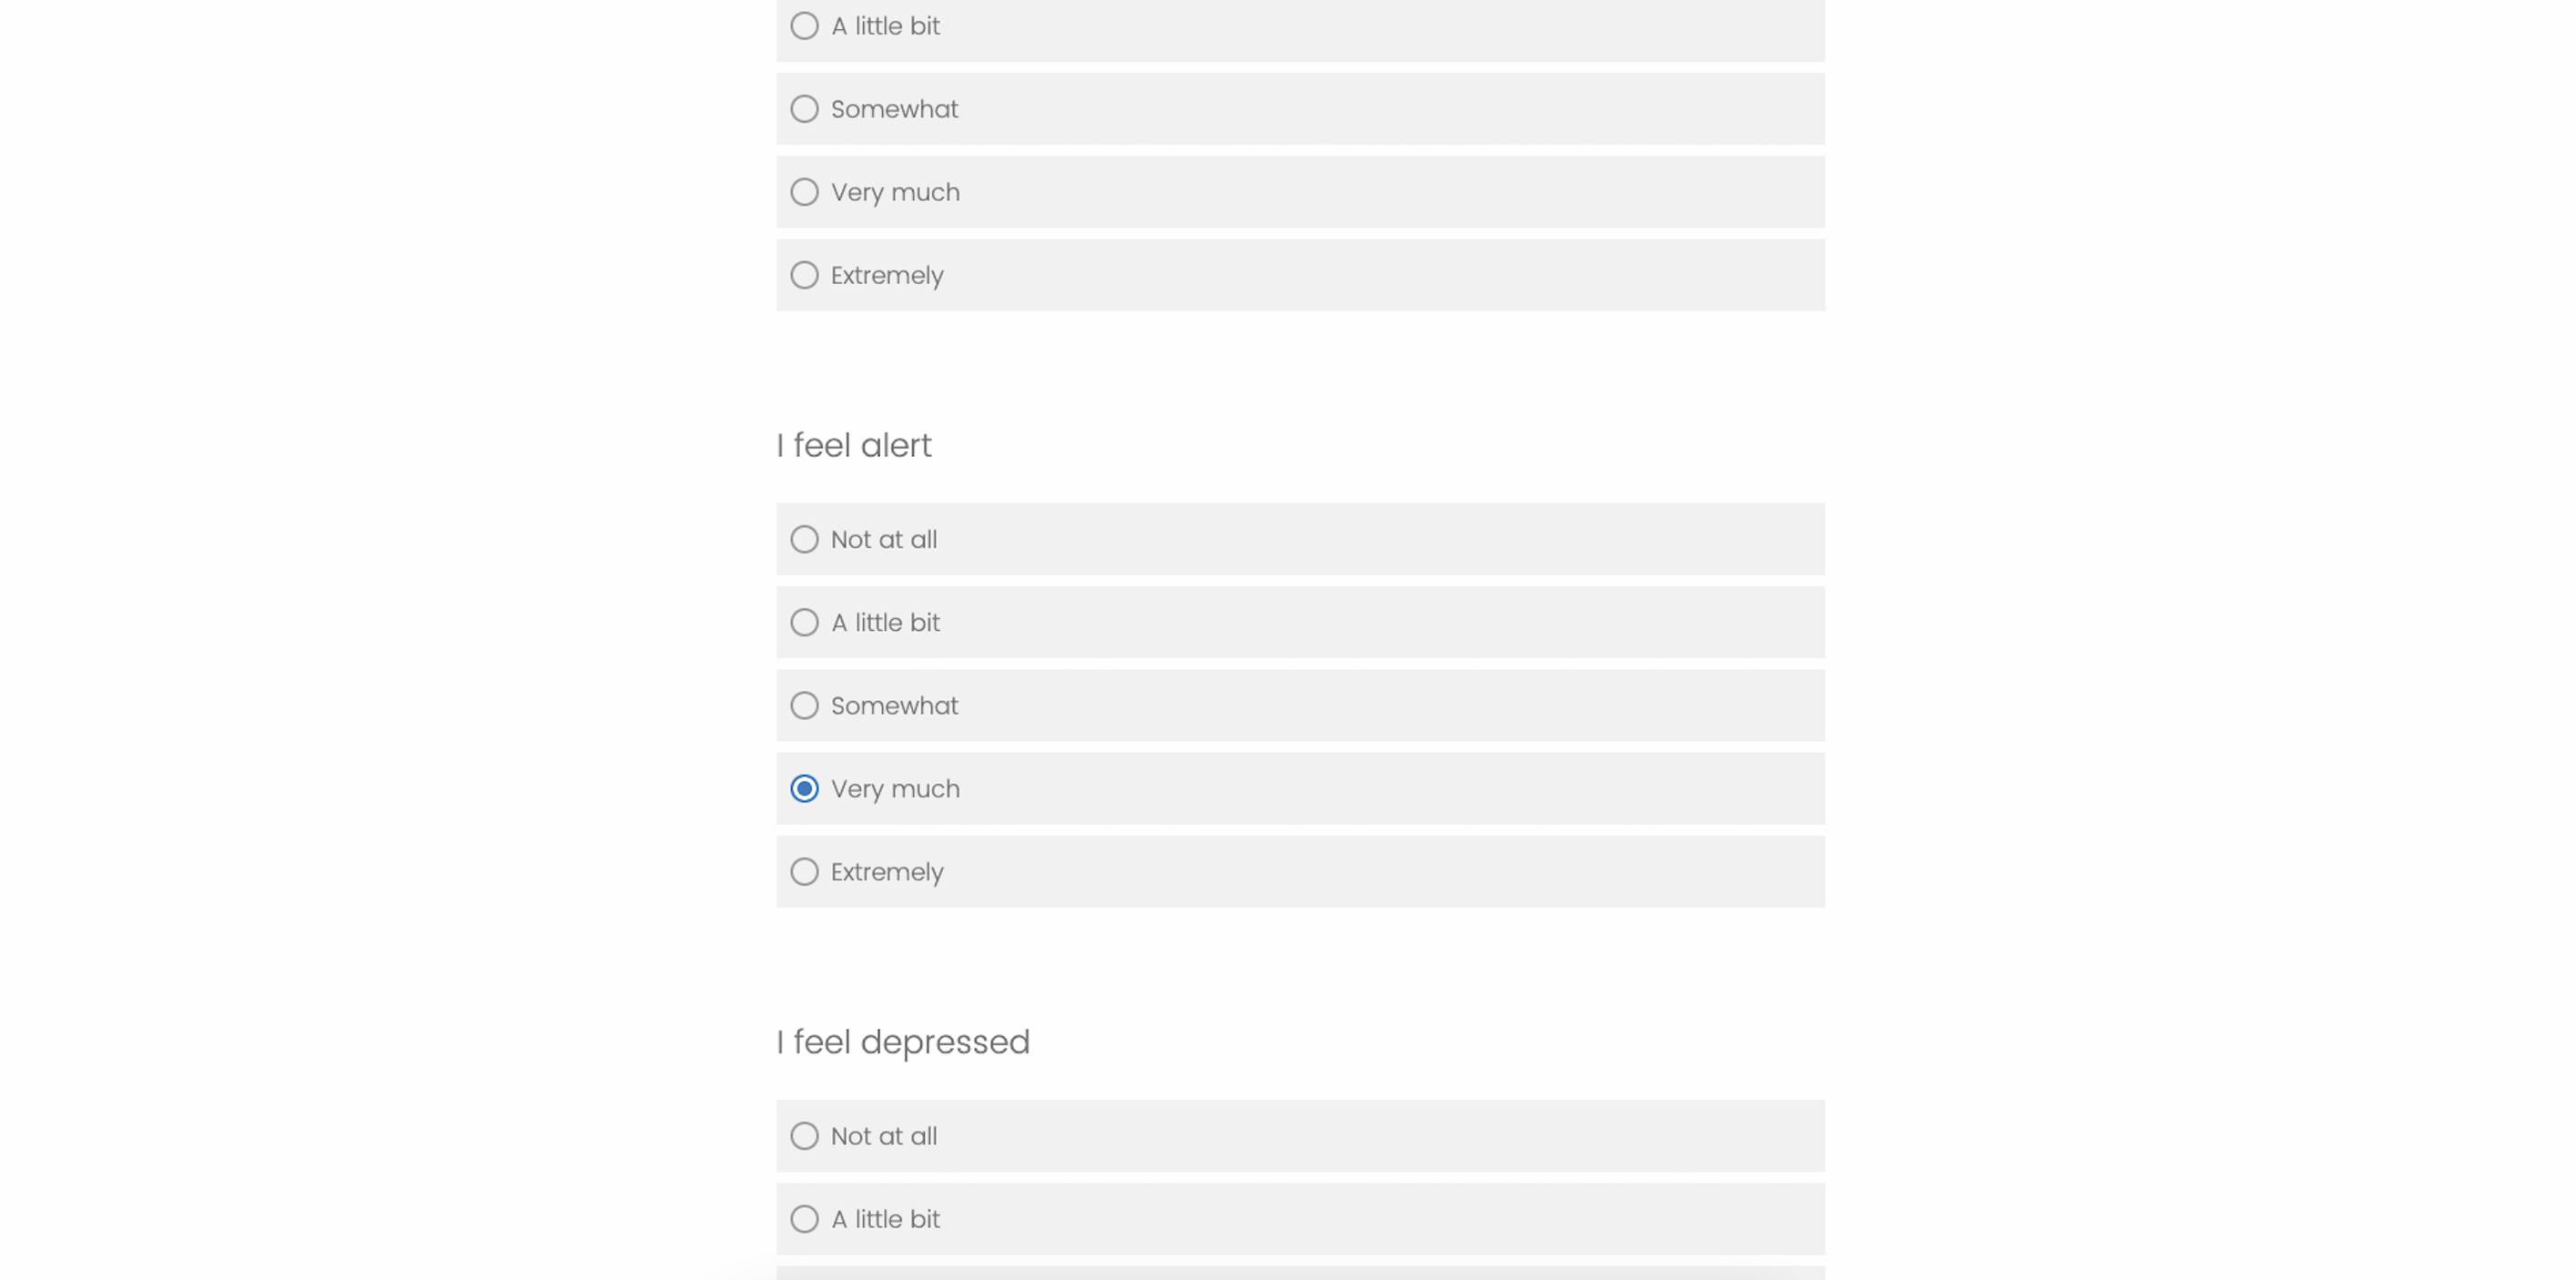 A little bit
Somewhat
Very much
Extremely
I feel alert
Not at all
A little bit
Somewhat
Very much
Extremely
I feel depressed
Not at all
A little bit